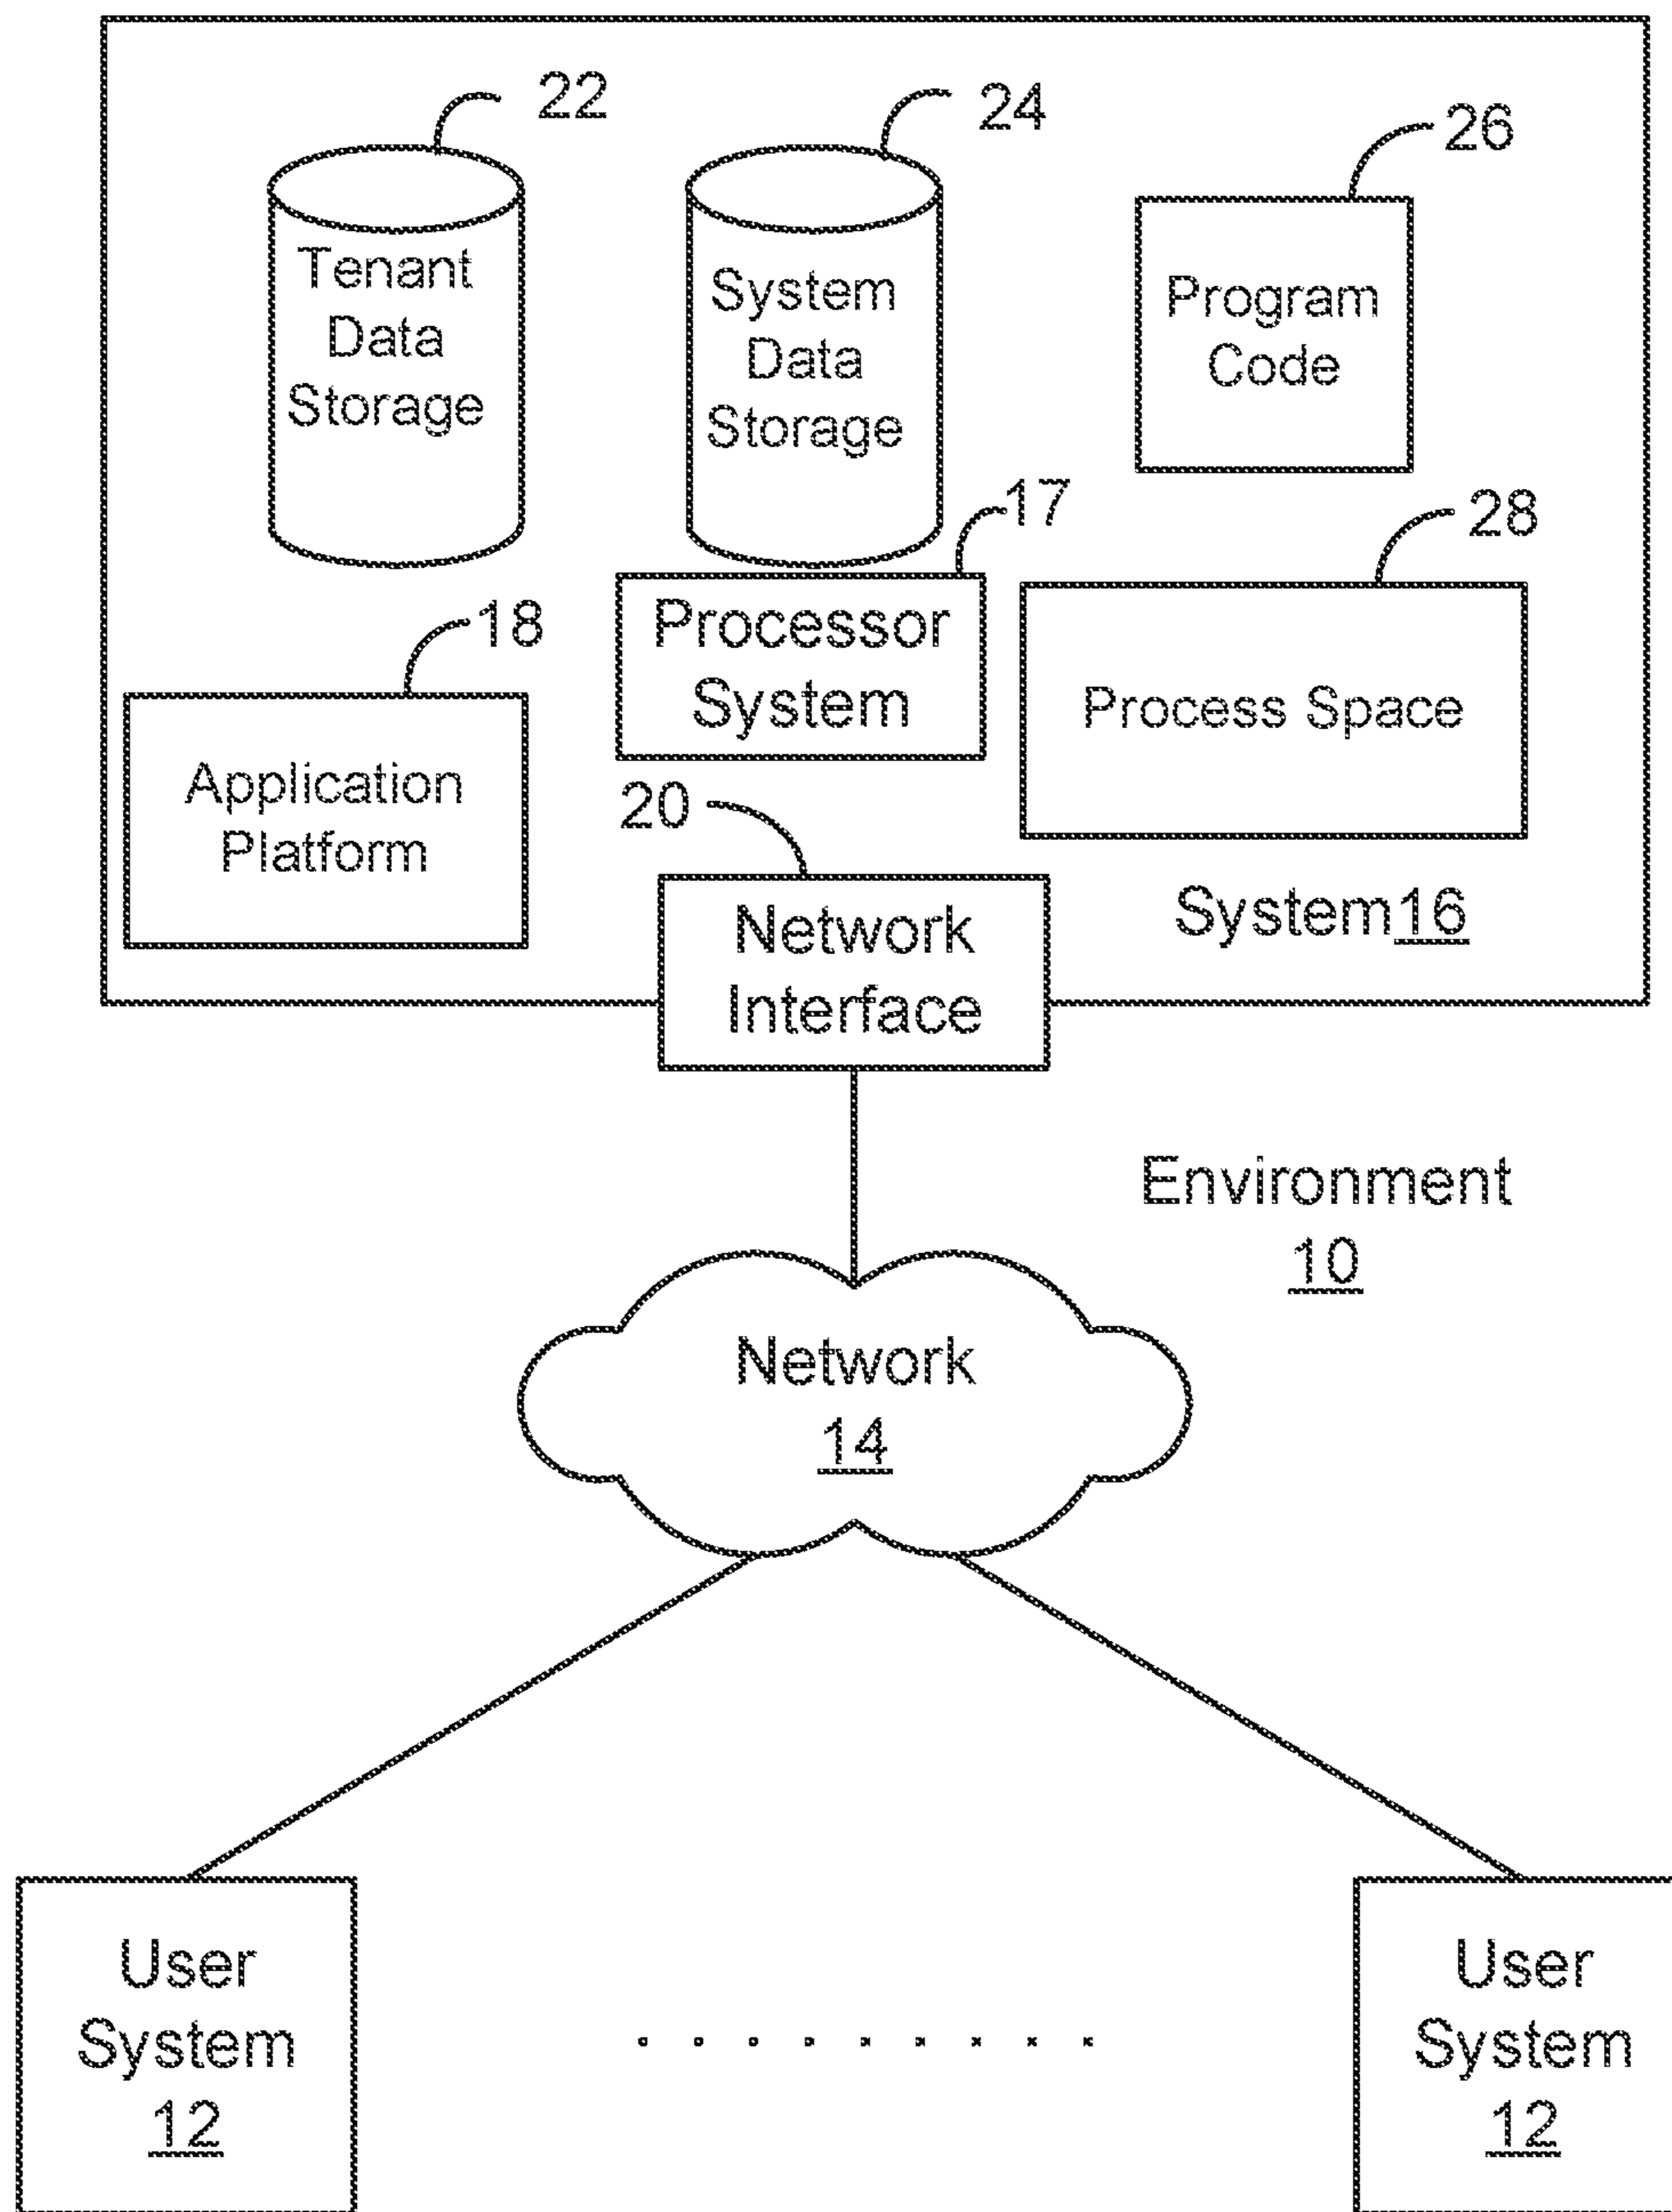 22
24
26
Tenant
Data
Storage
System
Data
Storage
Program
Code
17
28
18
Processor
System
Process Space
Application
Platform
20
Network
Interface
System16
Environment
10
Network
14
User
System
12
User
System
12